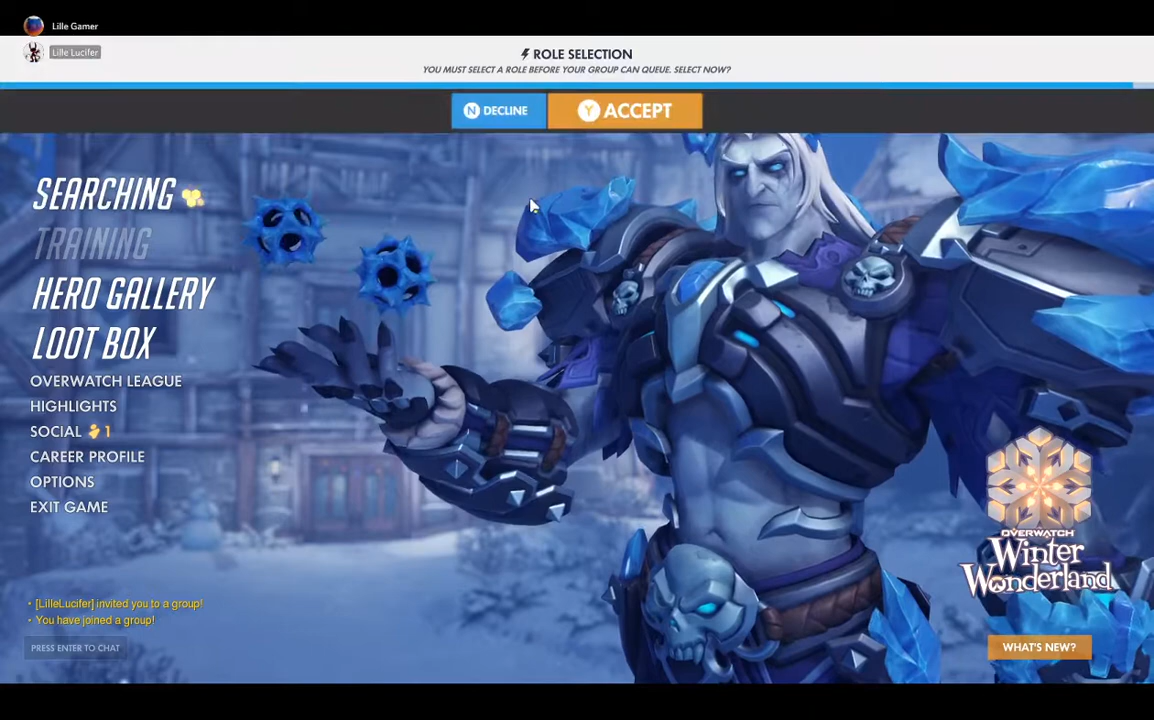 Lille Gamer
Lille Lucifer
ROLE SELECTION
YOU MUST SELECT A ROLE BEFORE YOUR GROUP CAN QUEUE. SELECT NOW?
N DECLINE
Y ACCEPT
SEARCHING
TRAINING
HERO GALLERY
LOOT BOX
OVERWATCH LEAGUE
HIGHLIGHTS
SOCIAL 1
CAREER PROFILE
OPTIONS
EXIT GAME
OVERWATCH
Winter
Wonderland
• [LilleLucifer] invited you to a group!
• You have joined a group!
PRESS ENTER TO CHAT
WHAT'S NEW?